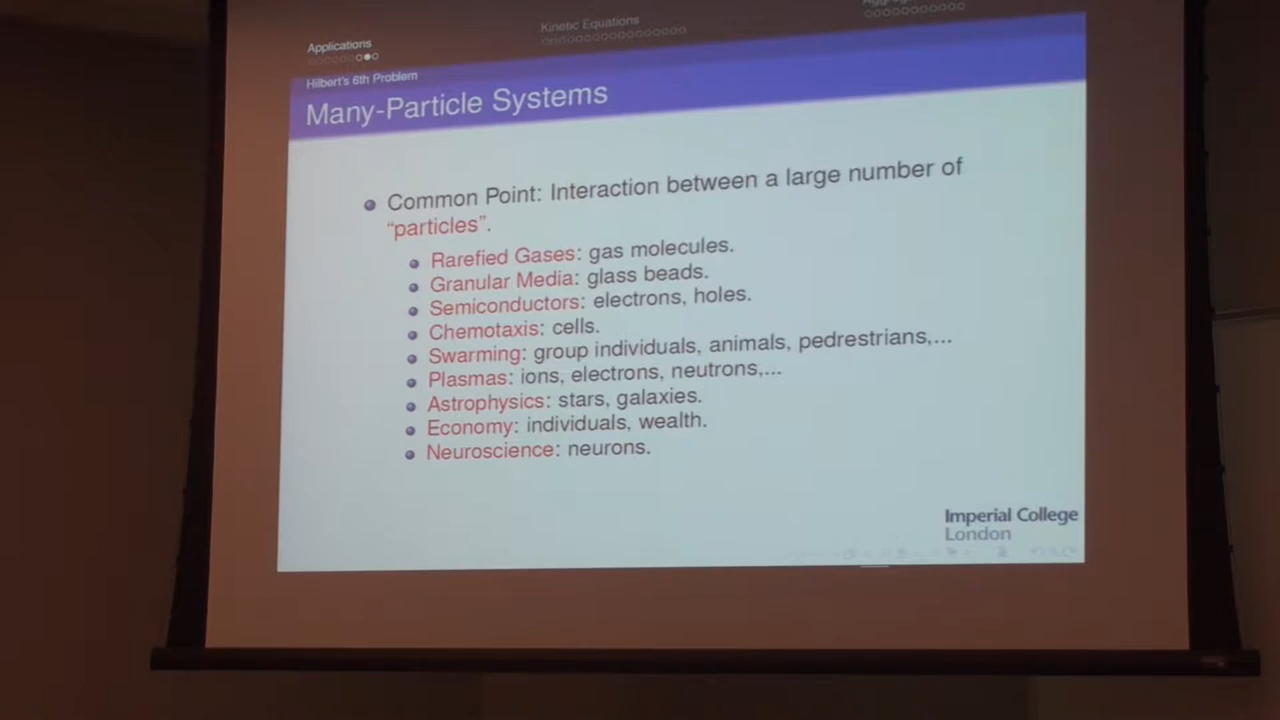 Applications
Kinetic Equations
Hilbert's 6th Problem
Many-Particle Systems
Common Point: Interaction between a large number of
“particles”.
Rarefied Gases: gas molecules.
Granular Media: glass beads.
Semiconductors: electrons, holes.
Chemotaxis: cells.
Swarming: group individuals, animals, pedrestrians,...
Plasmas: ions, electrons, neutrons,...
Astrophysics: stars, galaxies.
Economy: individuals, wealth.
Neuroscience: neurons.
Imperial College
London